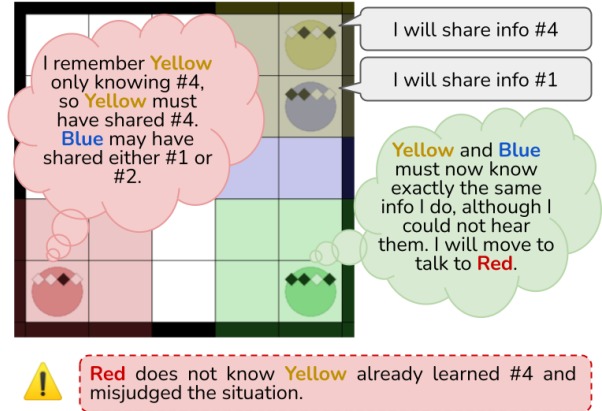 I will share info #4
I will share info #1
I remember Yellow
only knowing #4,
so Yellow must
have shared #4.
Blue may have
shared either #1 or
#2.
Yellow and Blue
must now know
exactly the same
info I do, although I
could not hear
them. I will move to
talk to Red.
Red does not know Yellow already learned #4 and
misjudged the situation.